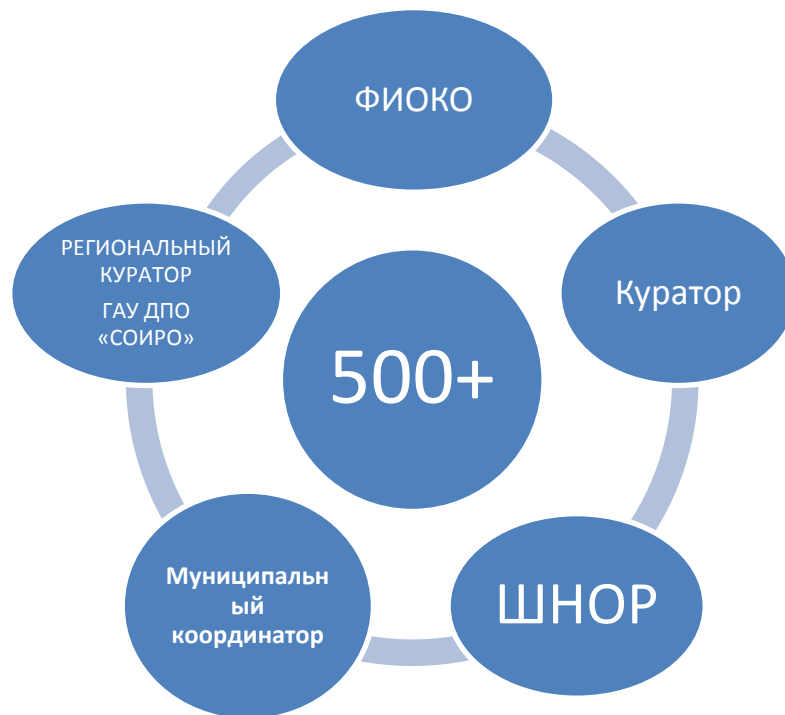 ФИОКО
РЕГИОНАЛЬНЫЙ
КУРАТОР
ГАУ ДПО
«СОИРО»
Куратор
500+
Муниципальн
ый
координатор
ШНОР